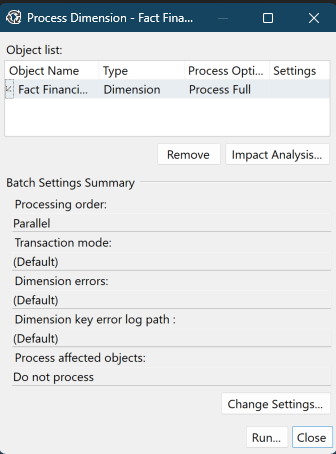 Process Dimension - Fact Fina...
Object list:
Object Name Type Process Opti... Settings
Fact Financi... Dimension Process Full
Remove Impact Analysis...
Batch Settings Summary
Processing order:
Parallel
Transaction mode:
(Default)
Dimension errors:
(Default)
Dimension key error log path :
(Default)
Process affected objects:
Do not process
Change Settings...
Run... Close